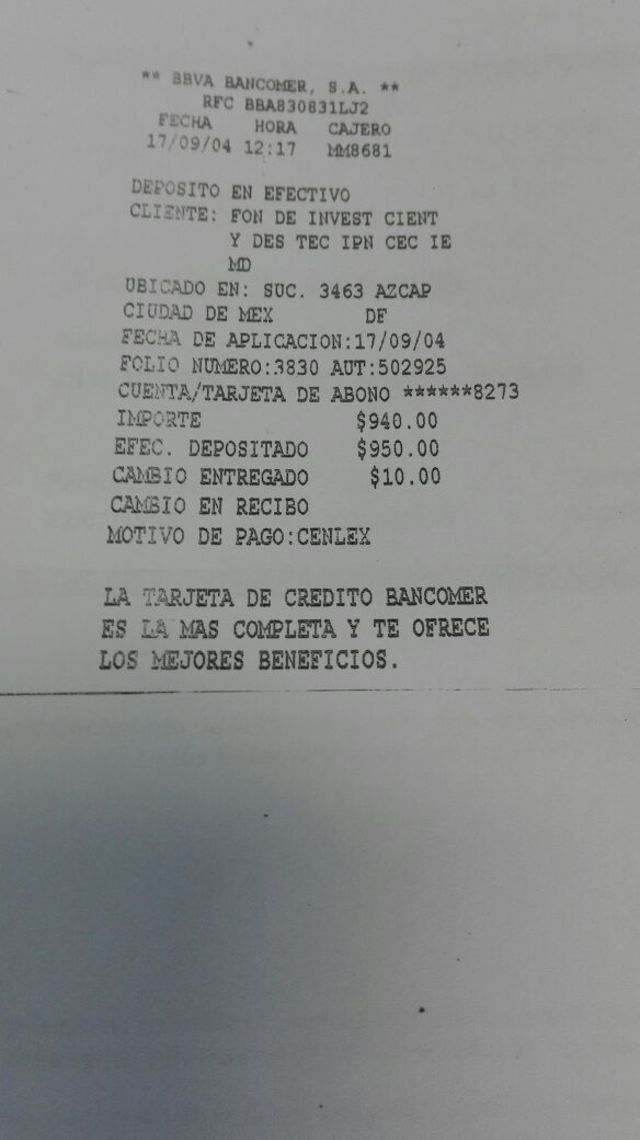 ** BBVA BANCOMER, S.A. **
RFC BBA830831LJ2
FECHA HORA CAJERO
17/09/04 12:17 MM8681
DEPOSITO EN EFECTIVO
CLIENTE: FON DE INVEST CIENT
Y DES TEC IPN CEC IE
MD
UBICADO EN: SUC. 3463 AZCAP
CIUDAD DE MEX DF
FECHA DE APLICACION:17/09/04
FOLIO NUMERO:3830 AUT:502925
CUENTA/TARJETA DE ABONO ******8273
IMPORTE $940.00
EFEC. DEPOSITADO $950.00
CAMBIO ENTREGADO $10.00
CAMBIO EN RECIBO
MOTIVO DE PAGO:CENLEX
LA TARJETA DE CREDITO BANCOMER
ES LA MAS COMPLETA Y TE OFRECE
LOS MEJORES BENEFICIOS.